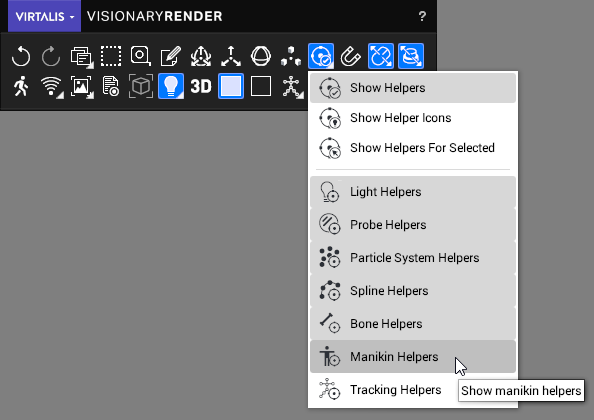 VIRTALIS VISIONARYRENDER ?
3D
Show Helpers
Show Helper Icons
Show Helpers For Selected
Light Helpers
Probe Helpers
Particle System Helpers
Spline Helpers
Bone Helpers
Manikin Helpers
Tracking Helpers
Show manikin helpers